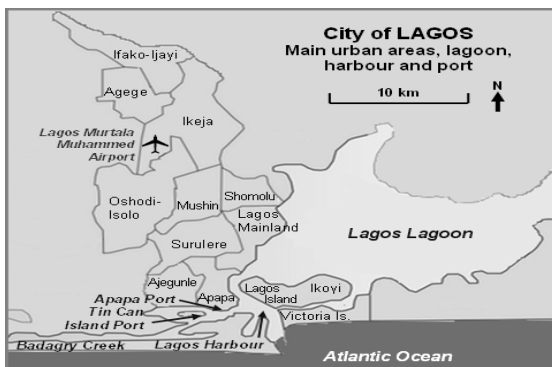 City of LAGOS
Main urban areas, lagoon,
harbour and port
10 km
N
Ifako-Ijayi
Agege
Ikeja
Lagos Murtala
Muhammed
Airport
Oshodi-
Isolo
Mushin
Shomolu
Lagos
Mainland
Surulere
Lagos Lagoon
Ajegunle
Apapa
Lagos
Island
Ikoyi
Victoria Is.
Apapa Port
Tin Can
Island Port
Badagry Creek
Lagos Harbour
Atlantic Ocean